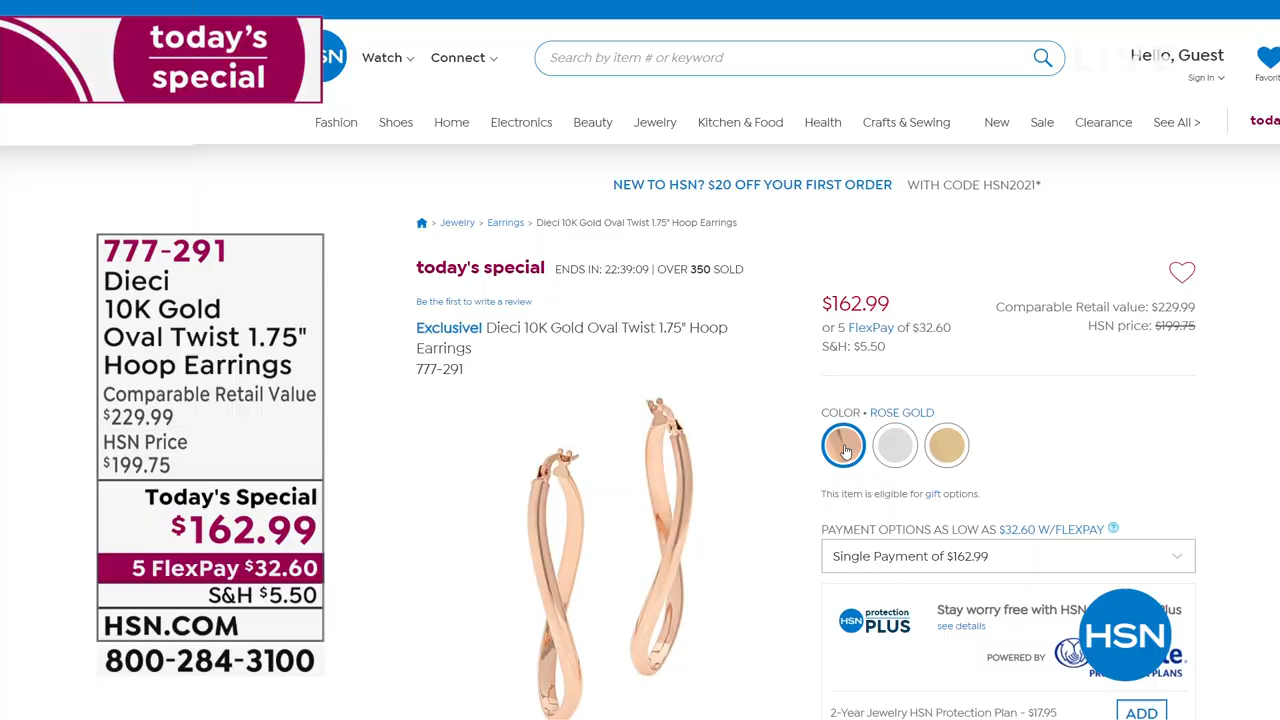 today's
special
SN
Watch
Connect
Search by item # or keyword
LIVE
Hello, Guest
Sign In
Favorit
Fashion Shoes Home Electronics Beauty Jewelry Kitchen & Food Health Crafts & Sewing New Sale Clearance See All > toda
NEW TO HSN? $20 OFF YOUR FIRST ORDER WITH CODE HSN2021*
> Jewelry > Earrings > Dieci 10K Gold Oval Twist 1.75" Hoop Earrings
777-291
Dieci
10K Gold
Oval Twist 1.75"
Hoop Earrings
Comparable Retail Value
$229.99
HSN Price
$199.75
Today's Special
$162.99
5 FlexPay $32.60
S&H $5.50
HSN.COM
800-284-3100
today's special ENDS IN: 22:39:09 | OVER 350 SOLD
Be the first to write a review
Exclusive! Dieci 10K Gold Oval Twist 1.75" Hoop
Earrings
777-291
$162.99
or 5 FlexPay of $32.60
S&H: $5.50
Comparable Retail value: $229.99
HSN price: $199.75
COLOR • ROSE GOLD
This item is eligible for gift options.
PAYMENT OPTIONS AS LOW AS $32.60 W/FLEXPAY ?
Single Payment of $162.99
HSN protection PLUS
Stay worry free with HSN lus
see details
POWERED BY
te.
PLANS
HSN
2-Year Jewelry HSN Protection Plan - $17.95
ADD